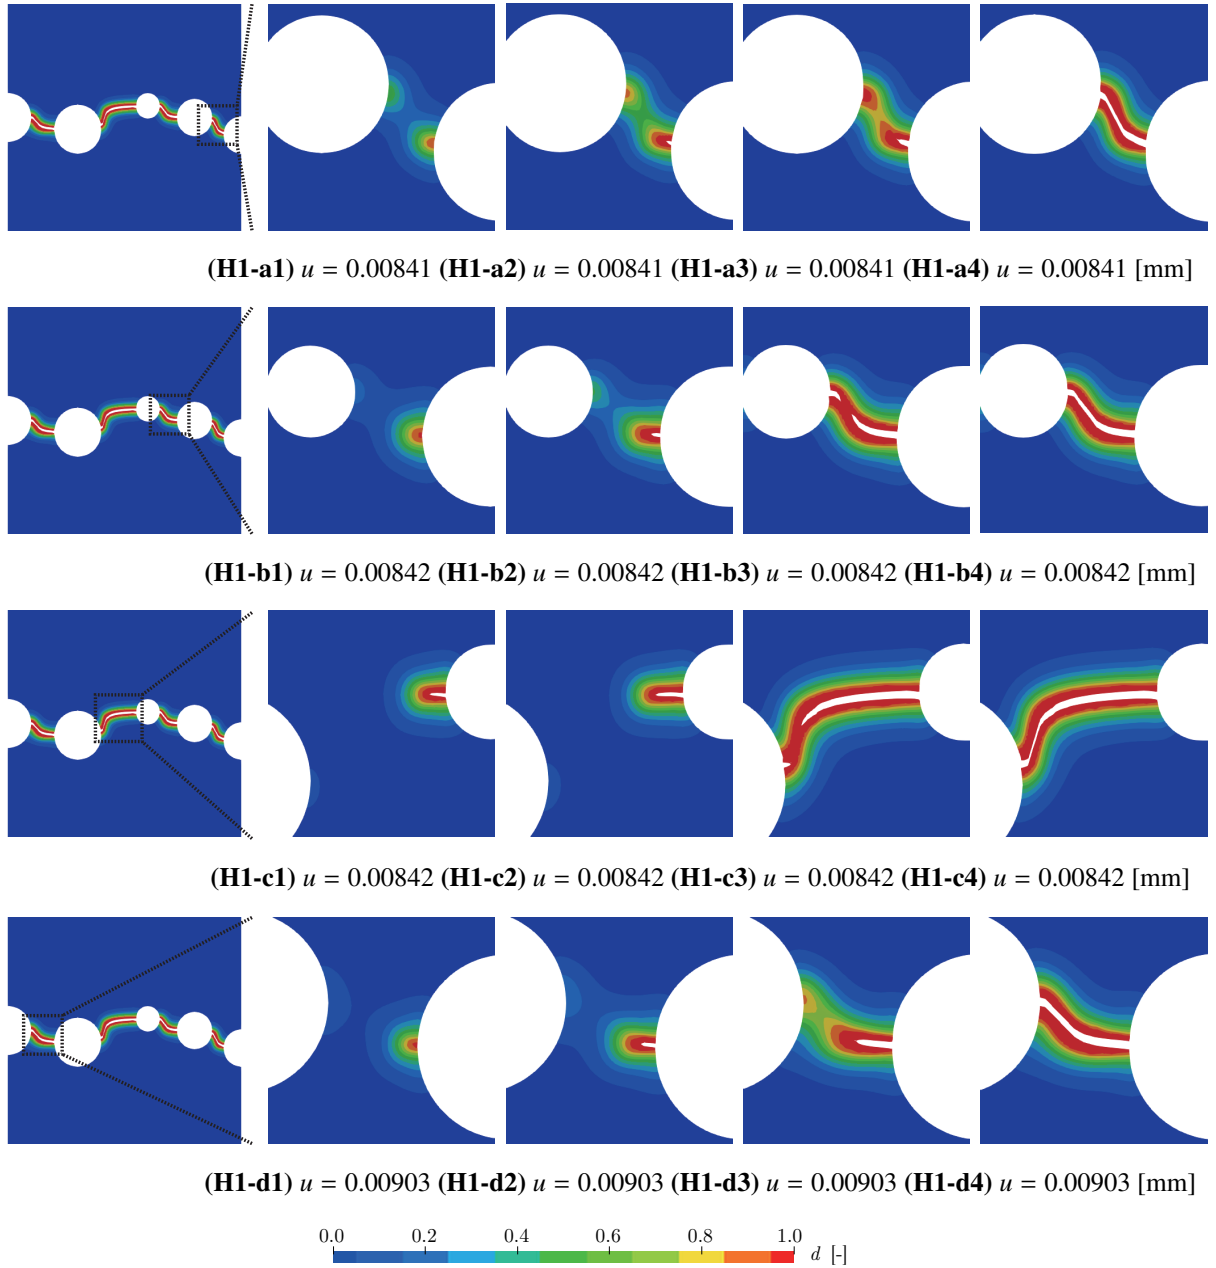 (H1-a1) u = 0.00841 (H1-a2) u = 0.00841 (H1-a3) u = 0.00841 (H1-a4) u = 0.00841 [mm]
(H1-b1) u = 0.00842 (H1-b2) u = 0.00842 (H1-b3) u = 0.00842 (H1-b4) u = 0.00842 [mm]
(H1-c1) u = 0.00842 (H1-c2) u = 0.00842 (H1-c3) u = 0.00842 (H1-c4) u = 0.00842 [mm]
(H1-d1) u = 0.00903 (H1-d2) u = 0.00903 (H1-d3) u = 0.00903 (H1-d4) u = 0.00903 [mm]
0.0 0.2 0.4 0.6 0.8 1.0
d [-]